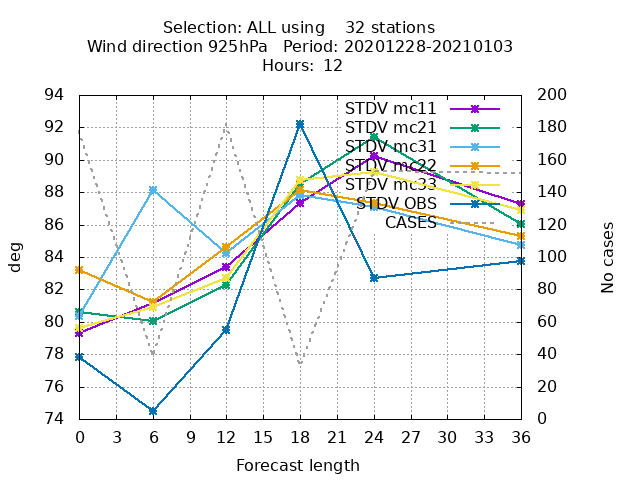 Selection: ALL using    32 stations
Wind direction 925hPa   Period: 20201228-20210103
Hours:  12
94
92
90
88
86
84
82
80
78
76
74
deg
200
180
160
140
120
100
80
60
40
20
0
No cases
STDV mc11
STDV mc21
STDV mc31
STDV mc22
STDV mc33
STDV OBS
CASES
0 3 6 9 12 15 18 21 24 27 30 33 36
Forecast length